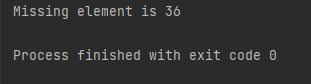 Missing element is 36
Process finished with exit code 0